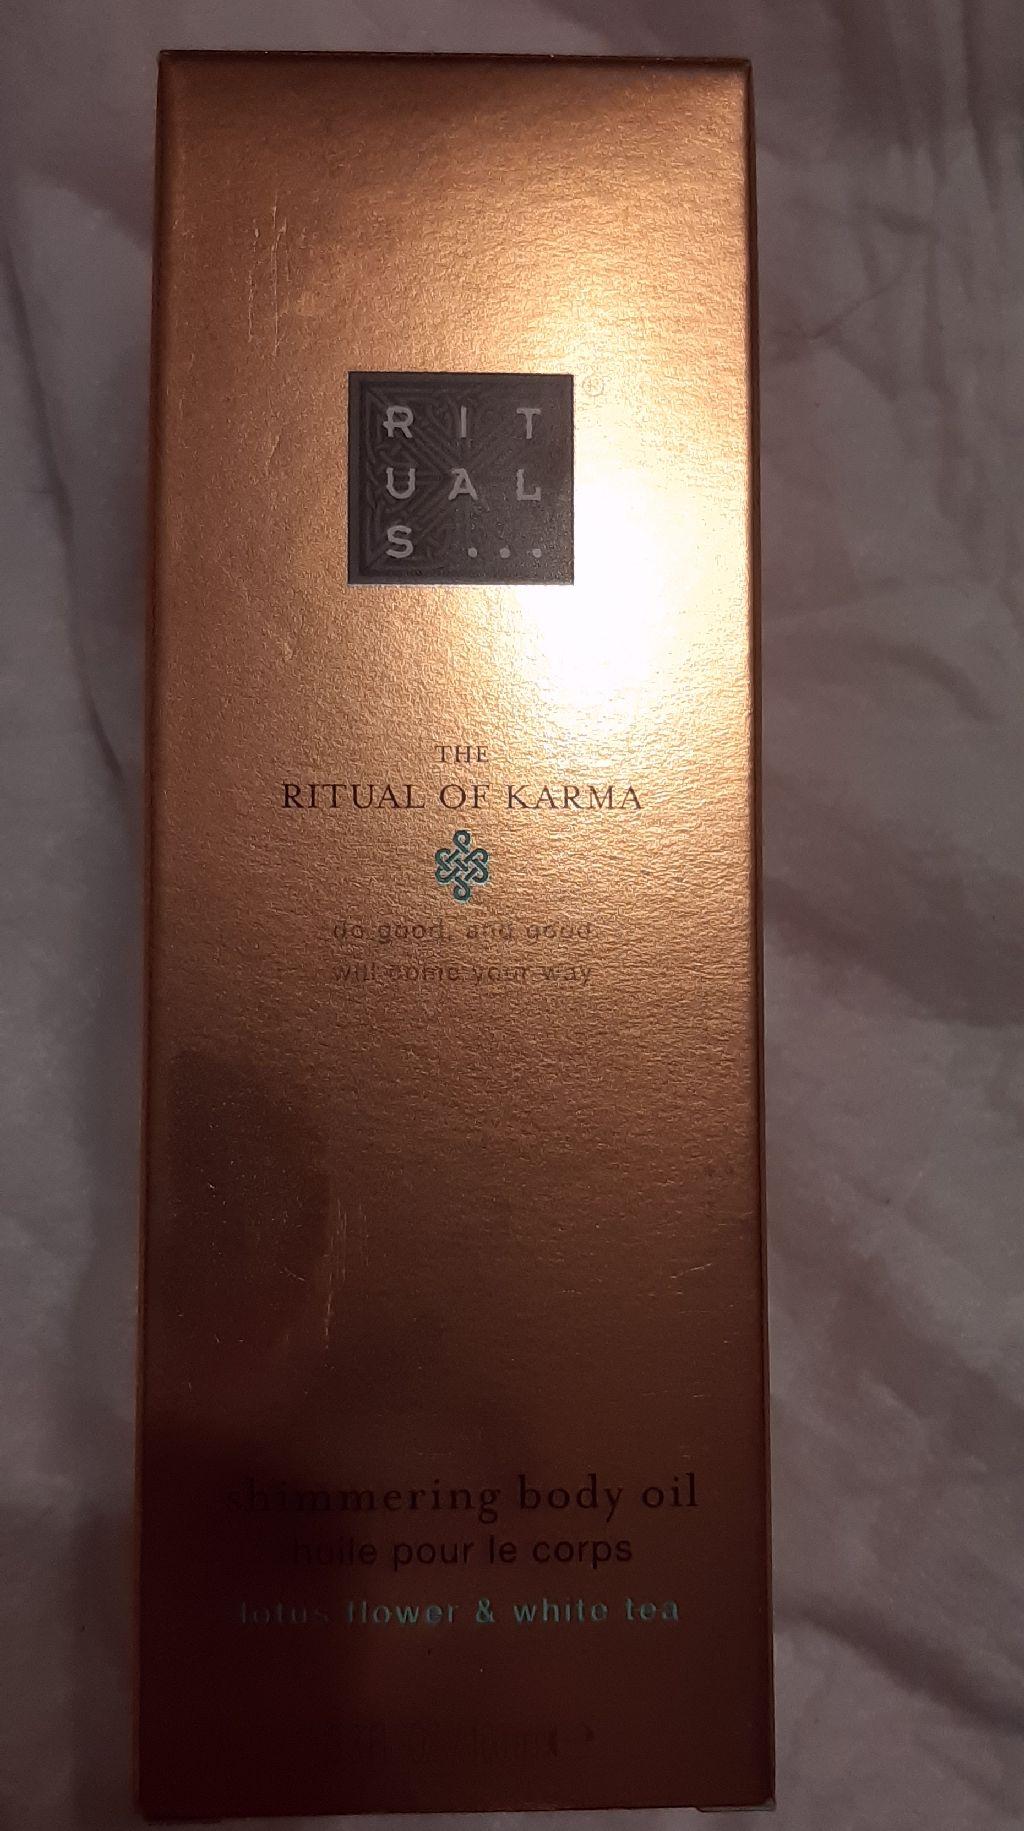 RIT
UAL
S...
®
THE
RITUAL OF KARMA
do good, and good
will come your way
shimmering body oil
huile pour le corps
lotus flower & white tea